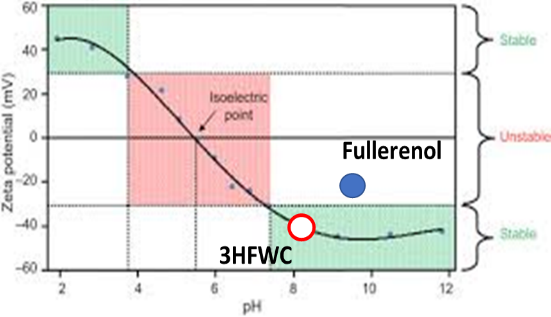 60
40
20
0
−20
−40
−60
Zeta potential (mV)
Stable
Isoelectric
point
Unstable
Fullerenol
3HFWC
Stable
2 4 6 8 10 12
pH